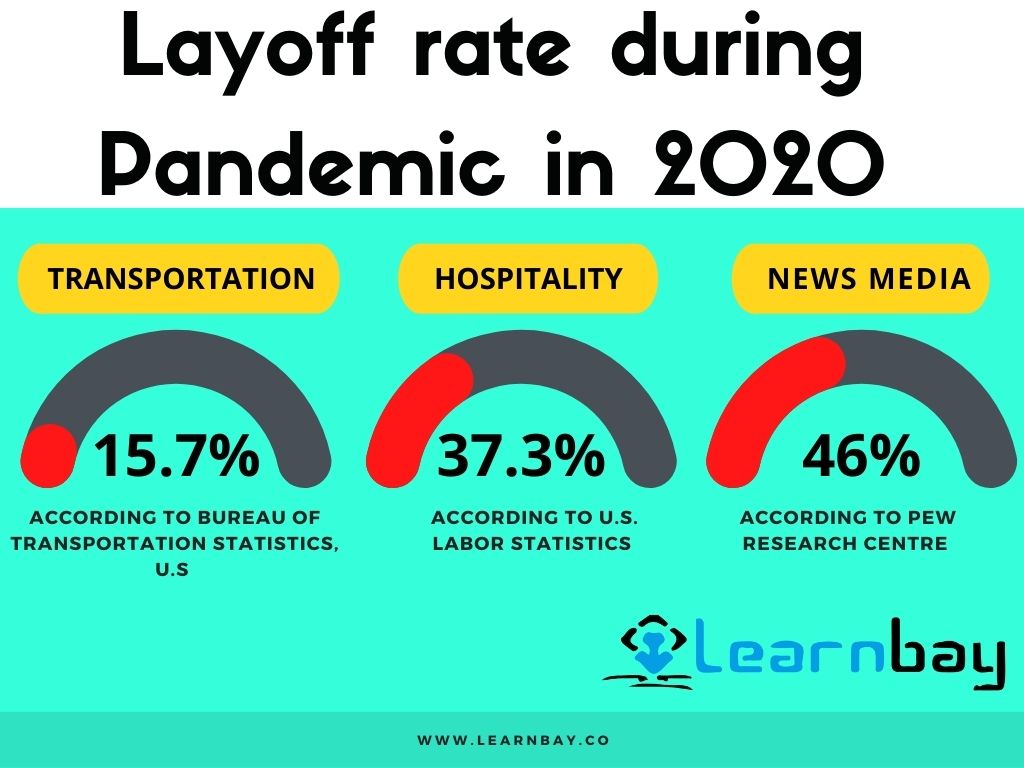 Layoff rate during
Pandemic in 2020
TRANSPORTATION
HOSPITALITY
NEWS MEDIA
15.7%
37.3%
46%
ACCORDING TO BUREAU OF
TRANSPORTATION STATISTICS,
U.S
ACCORDING TO U.S.
LABOR STATISTICS
ACCORDING TO PEW
RESEARCH CENTRE
Learnbay
WWW.LEARNBAY.CO